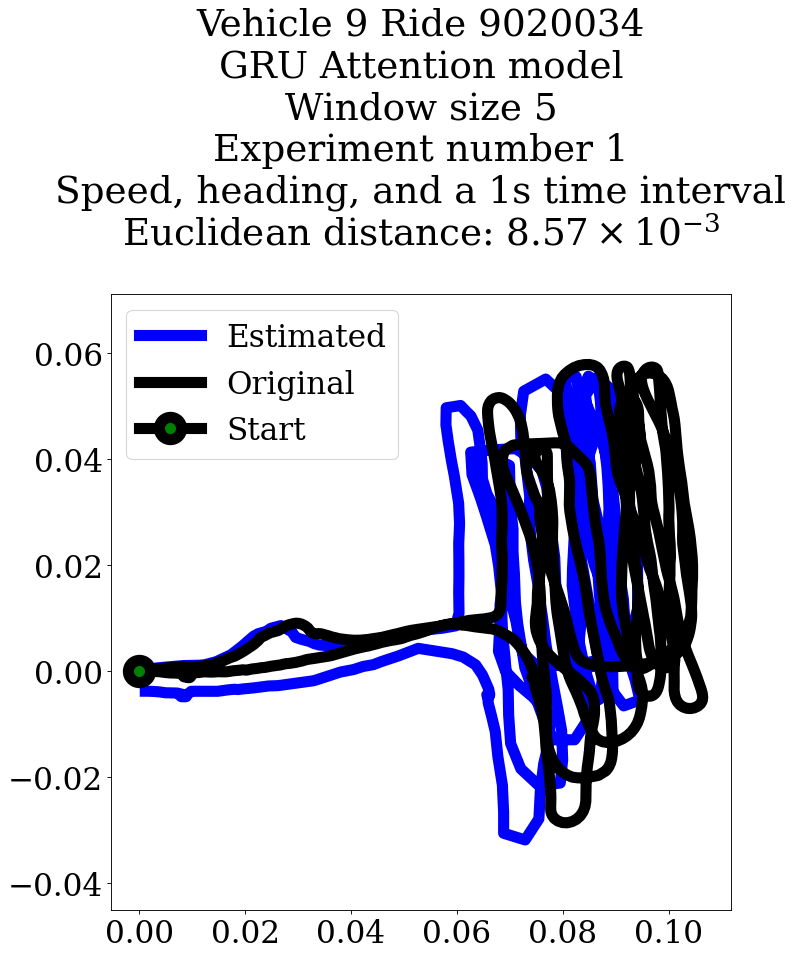 Vehicle 9 Ride 9020034
GRU Attention model
Window size 5
Experiment number 1
Speed, heading, and a 1s time interval
Euclidean distance: 8.57 × 10⁻³
Estimated
Original
Start
0.06
0.04
0.02
0.00
−0.02
−0.04
0.00 0.02 0.04 0.06 0.08 0.10